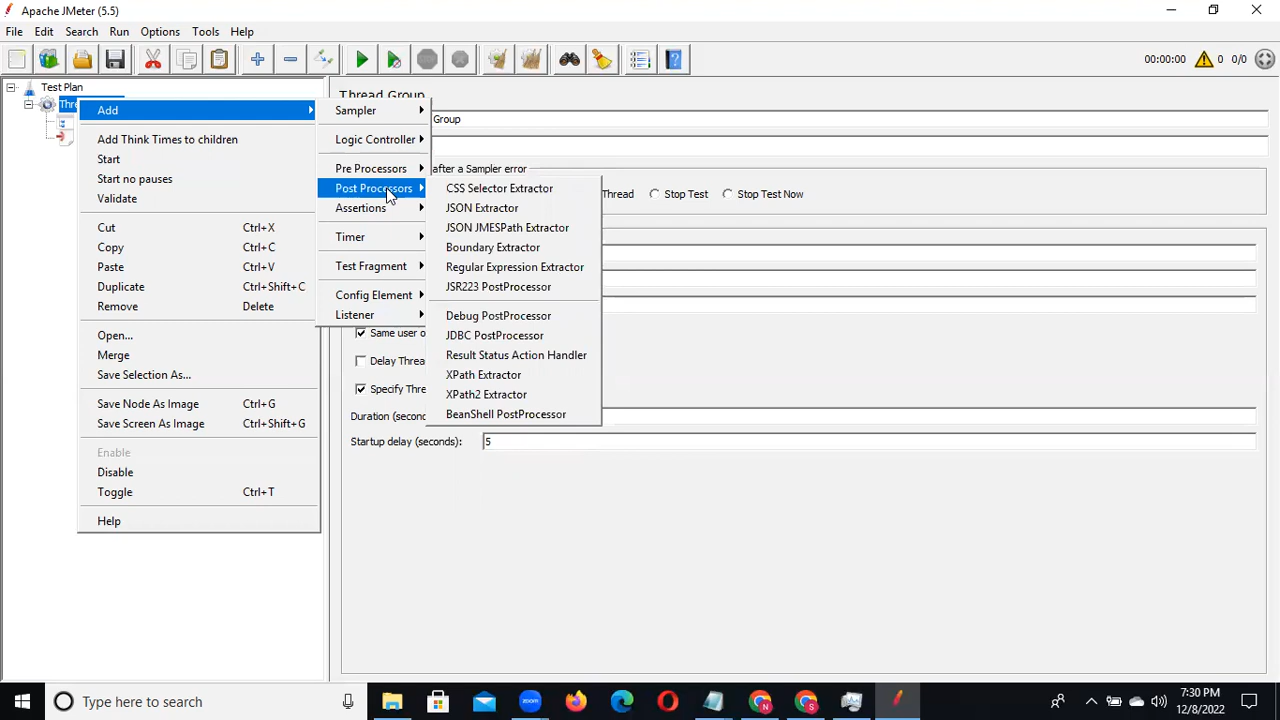 Apache JMeter (5.5)
File Edit Search Run Options Tools Help
00:00:00 0 0/0
Test Plan
Thread Group
Group
after a Sampler error
Thread Stop Test Stop Test Now
Add
Add Think Times to children
Start
Start no pauses
Validate
Cut Ctrl+X
Copy Ctrl+C
Paste Ctrl+V
Duplicate Ctrl+Shift+C
Remove Delete
Open...
Merge
Save Selection As...
Save Node As Image Ctrl+G
Save Screen As Image Ctrl+Shift+G
Enable
Disable
Toggle Ctrl+T
Help
Sampler
Logic Controller
Pre Processors
Post Processors
Assertions
Timer
Test Fragment
Config Element
Listener
CSS Selector Extractor
JSON Extractor
JSON JMESPath Extractor
Boundary Extractor
Regular Expression Extractor
JSR223 PostProcessor
Debug PostProcessor
JDBC PostProcessor
Result Status Action Handler
XPath Extractor
XPath2 Extractor
BeanShell PostProcessor
Same user o
Delay Threa
Specify Thre
Duration (secon
Startup delay (seconds): 5
Type here to search
zoom
N
S
7:30 PM
12/8/2022